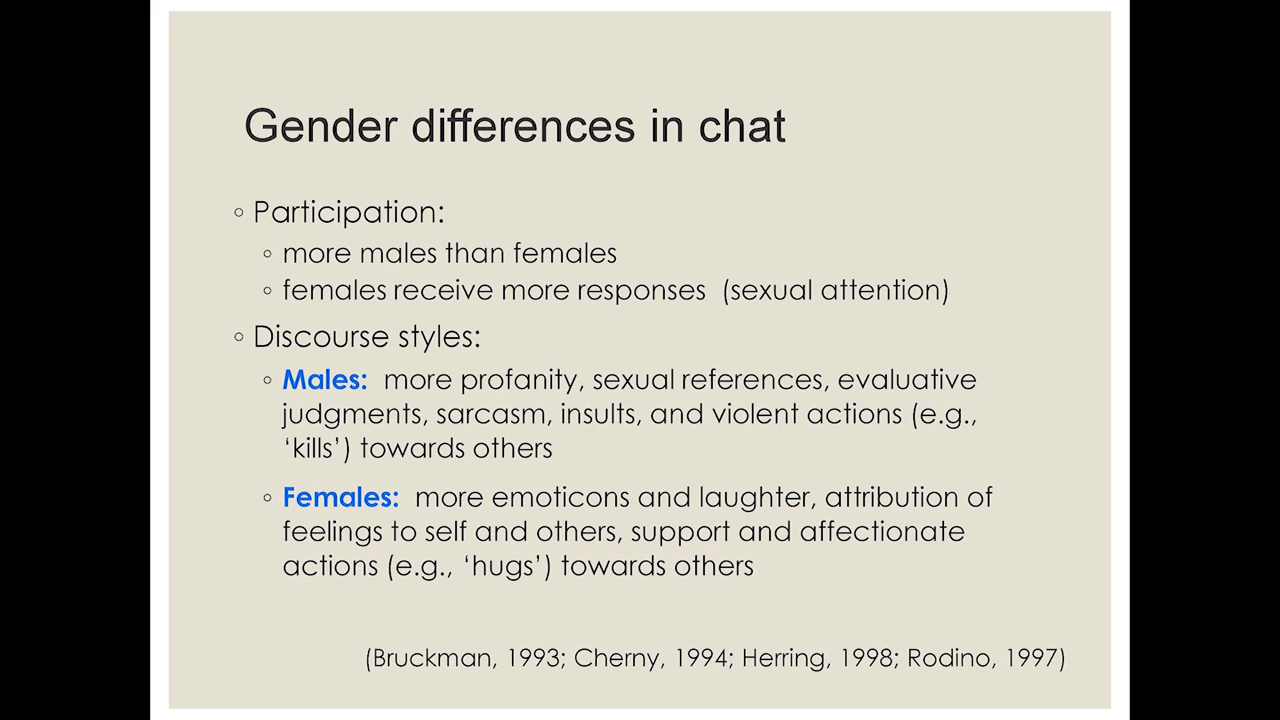 Gender differences in chat
◦ Participation:
◦ more males than females
◦ females receive more responses (sexual attention)
◦ Discourse styles:
◦ Males: more profanity, sexual references, evaluative
judgments, sarcasm, insults, and violent actions (e.g.,
‘kills’) towards others
◦ Females: more emoticons and laughter, attribution of
feelings to self and others, support and affectionate
actions (e.g., ‘hugs’) towards others
(Bruckman, 1993; Cherny, 1994; Herring, 1998; Rodino, 1997)